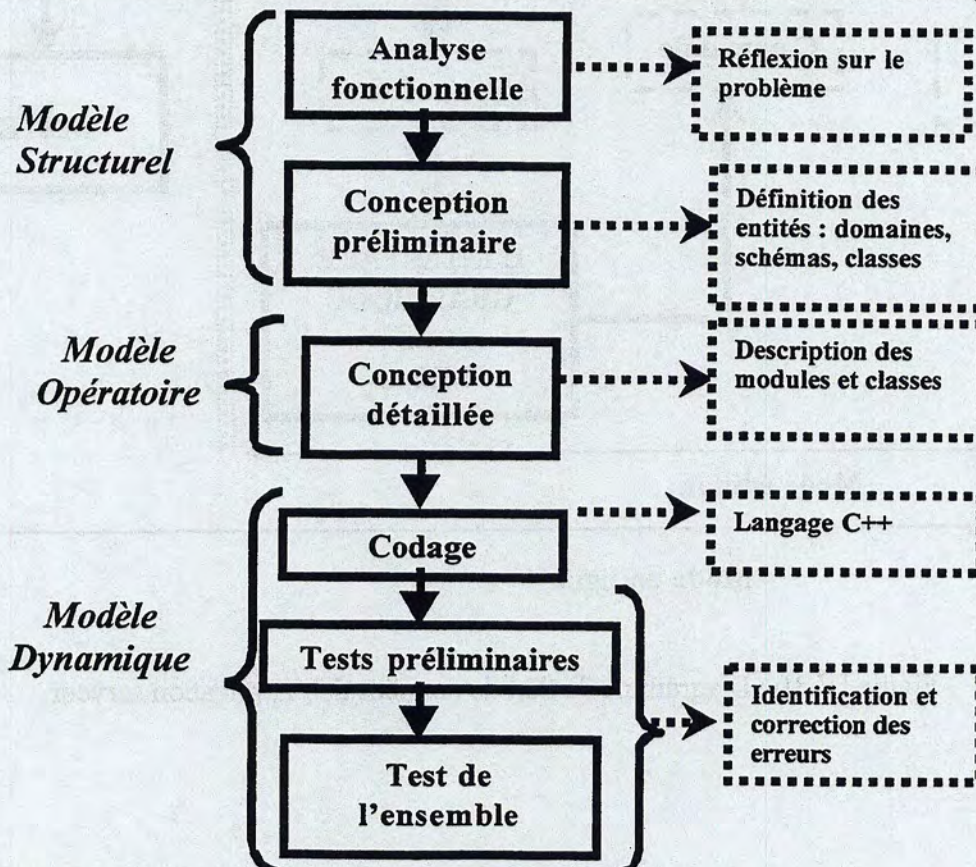 Analyse
fonctionnelle
Réflexion sur le
problème
Modèle
Structurel
Conception
préliminaire
Définition des
entités : domaines,
schémas, classes
Modèle
Opératoire
Conception
détaillée
Description des
modules et classes
Codage
Langage C++
Modèle
Dynamique
Tests préliminaires
Identification et
correction des
erreurs
Test de
l'ensemble